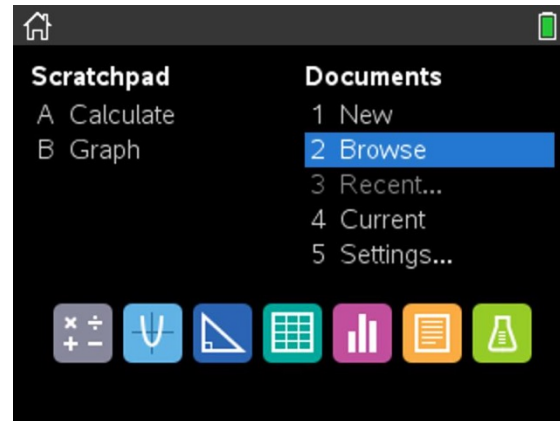 Scratchpad
A Calculate
B Graph
Documents
1 New
2 Browse
3 Recent...
4 Current
5 Settings...